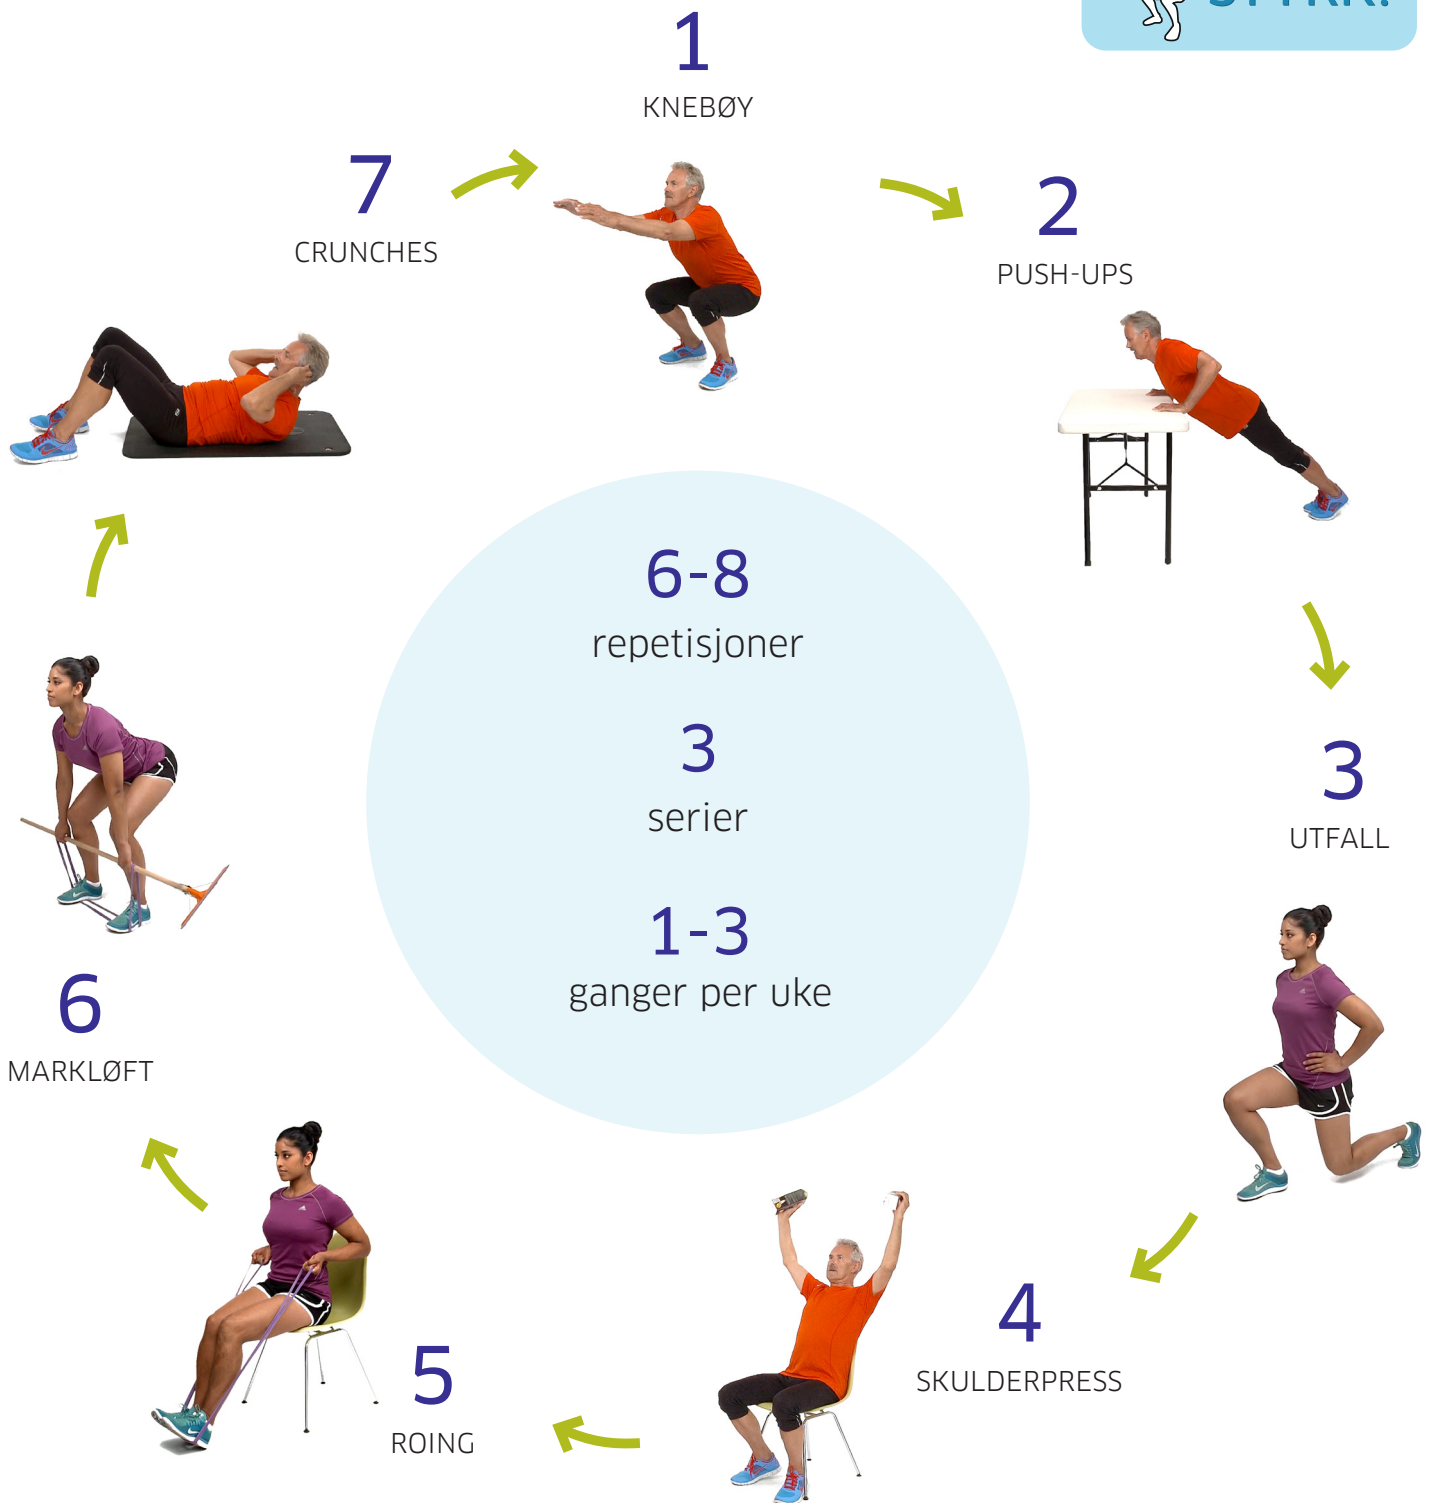 1
KNEBØY
2
PUSH-UPS
3
UTFALL
4
SKULDERPRESS
5
ROING
6
MARKLØFT
7
CRUNCHES
6-8
repetisjoner
3
serier
1-3
ganger per uke